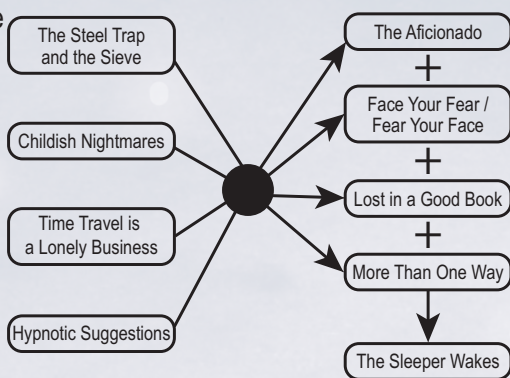 e
The Steel Trap
and the Sieve
Childish Nightmares
Time Travel is
a Lonely Business
Hypnotic Suggestions
The Aficionado
+
Face Your Fear /
Fear Your Face
+
Lost in a Good Book
+
More Than One Way
The Sleeper Wakes